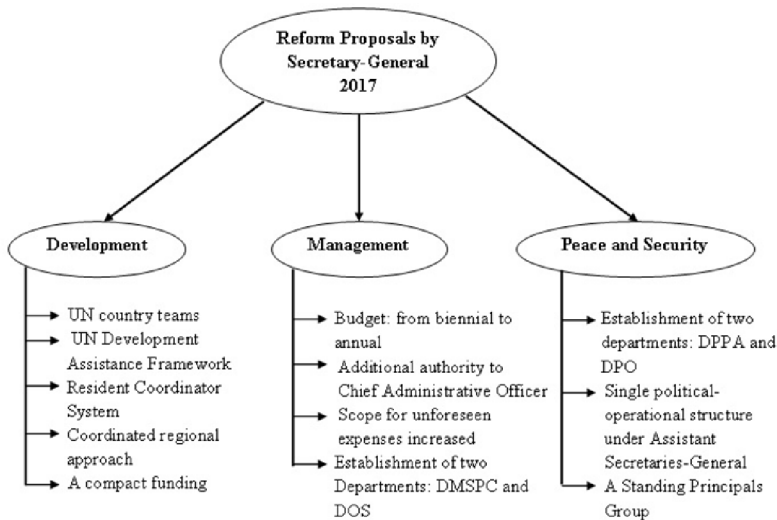 Reform Proposals by
Secretary-General
2017
Development
UN country teams
UN Development
Assistance Framework
Resident Coordinator
System
Coordinated regional
approach
A compact funding
Management
Budget: from biennial to
annual
Additional authority to
Chief Administrative Officer
Scope for unforeseen
expenses increased
Establishment of two
Departments: DMSPC and
DOS
Peace and Security
Establishment of two
departments: DPPA and
DPO
Single political-
operational structure
under Assistant
Secretaries-General
A Standing Principals
Group